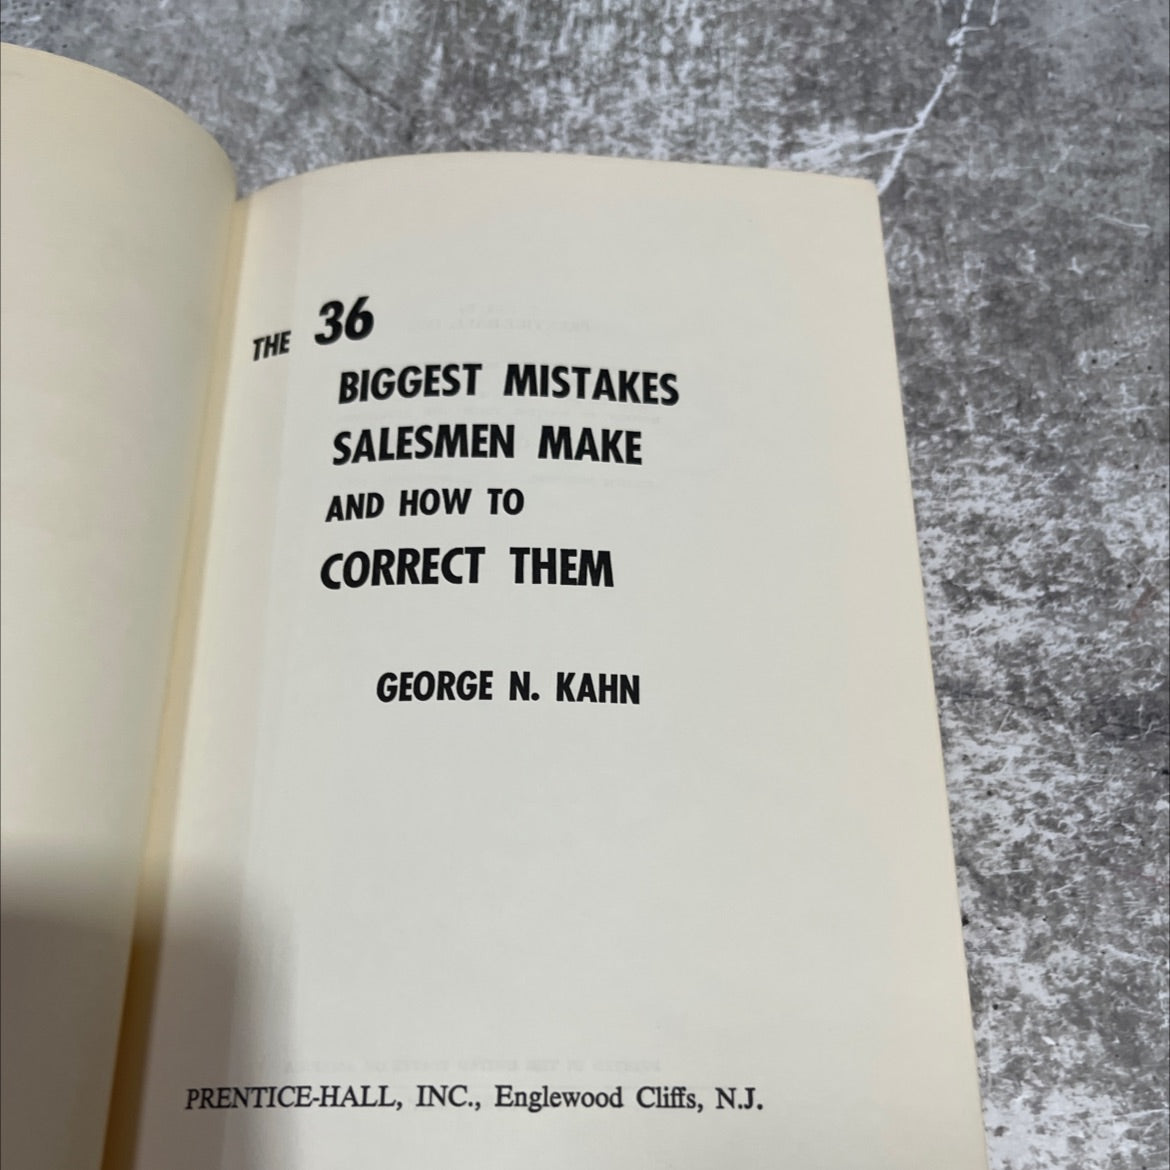 THE 36
BIGGEST MISTAKES
SALESMEN MAKE
AND HOW TO
CORRECT THEM
GEORGE N. KAHN
PRENTICE-HALL, INC., Englewood Cliffs, N.J.